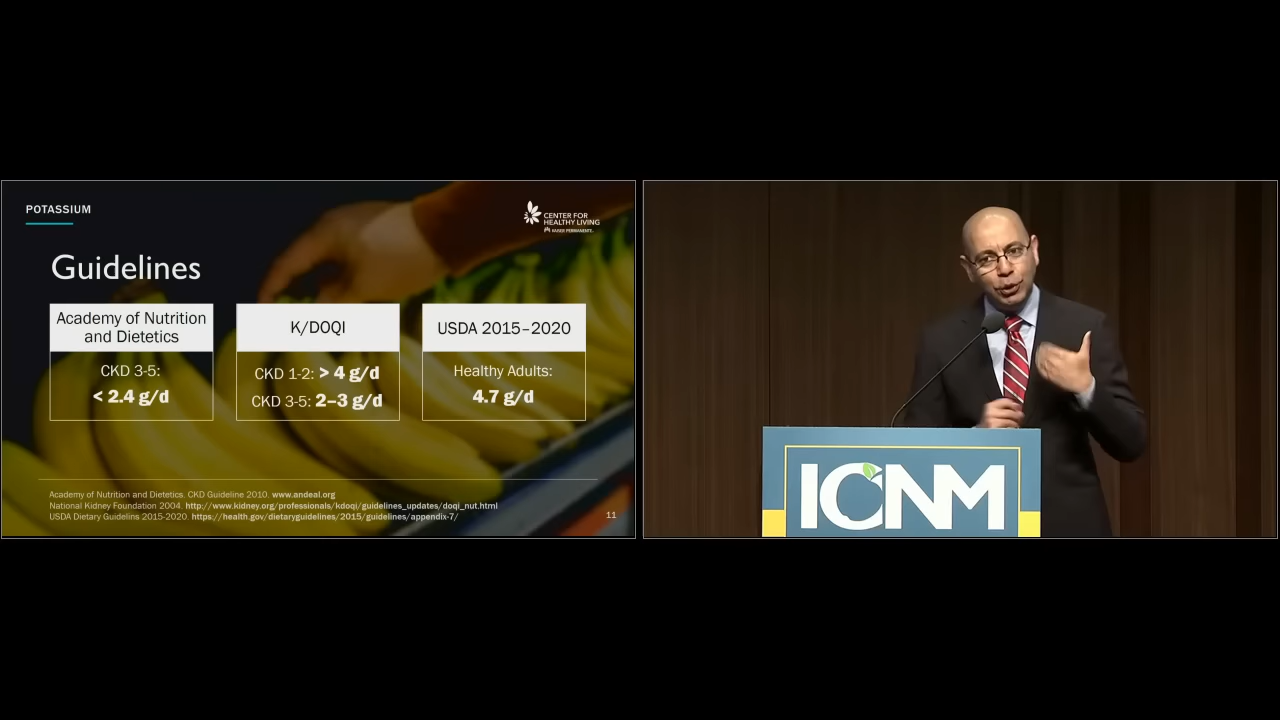 POTASSIUM
CENTER FOR
HEALTHY LIVING
KAISER PERMANENTE.
Guidelines
Academy of Nutrition
and Dietetics
CKD 3-5:
< 2.4 g/d
K/DOQI
CKD 1-2: > 4 g/d
CKD 3-5: 2–3 g/d
USDA 2015–2020
Healthy Adults:
4.7 g/d
Academy of Nutrition and Dietetics. CKD Guideline 2010. www.andeal.org
National Kidney Foundation 2004. http://www.kidney.org/professionals/kdoqi/guidelines_updates/doqi_nut.html
USDA Dietary Guidelins 2015-2020. https://health.gov/dietaryguidelines/2015/guidelines/appendix-7/
11
ICNM